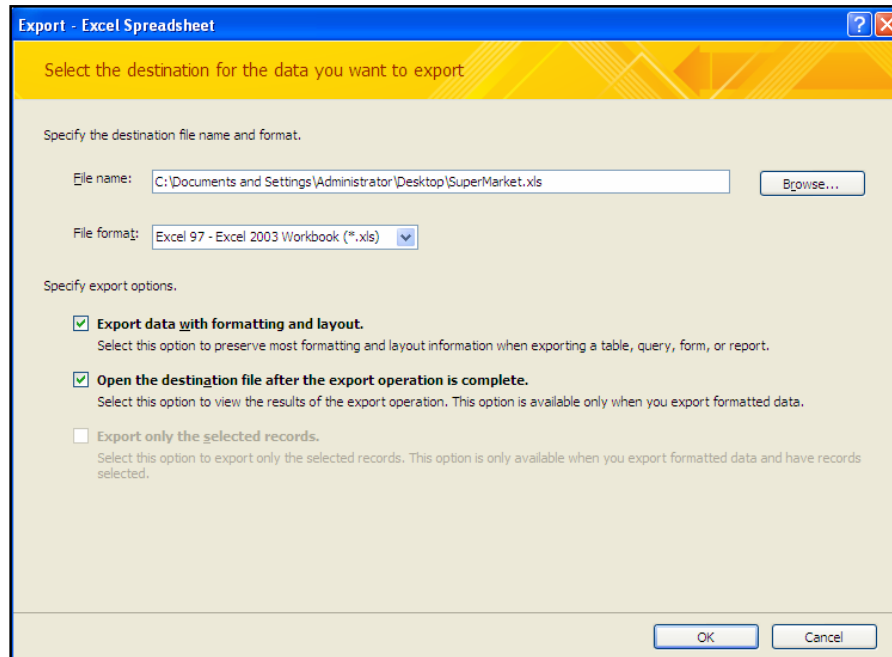 Export - Excel Spreadsheet
Select the destination for the data you want to export
Specify the destination file name and format.
File name: C:\Documents and Settings\Administrator\Desktop\SuperMarket.xls Browse...
File format: Excel 97 - Excel 2003 Workbook (*.xls)
Specify export options.
Export data with formatting and layout.
Select this option to preserve most formatting and layout information when exporting a table, query, form, or report.
Open the destination file after the export operation is complete.
Select this option to view the results of the export operation. This option is available only when you export formatted data.
Export only the selected records.
Select this option to export only the selected records. This option is only available when you export formatted data and have records
selected.
OK Cancel